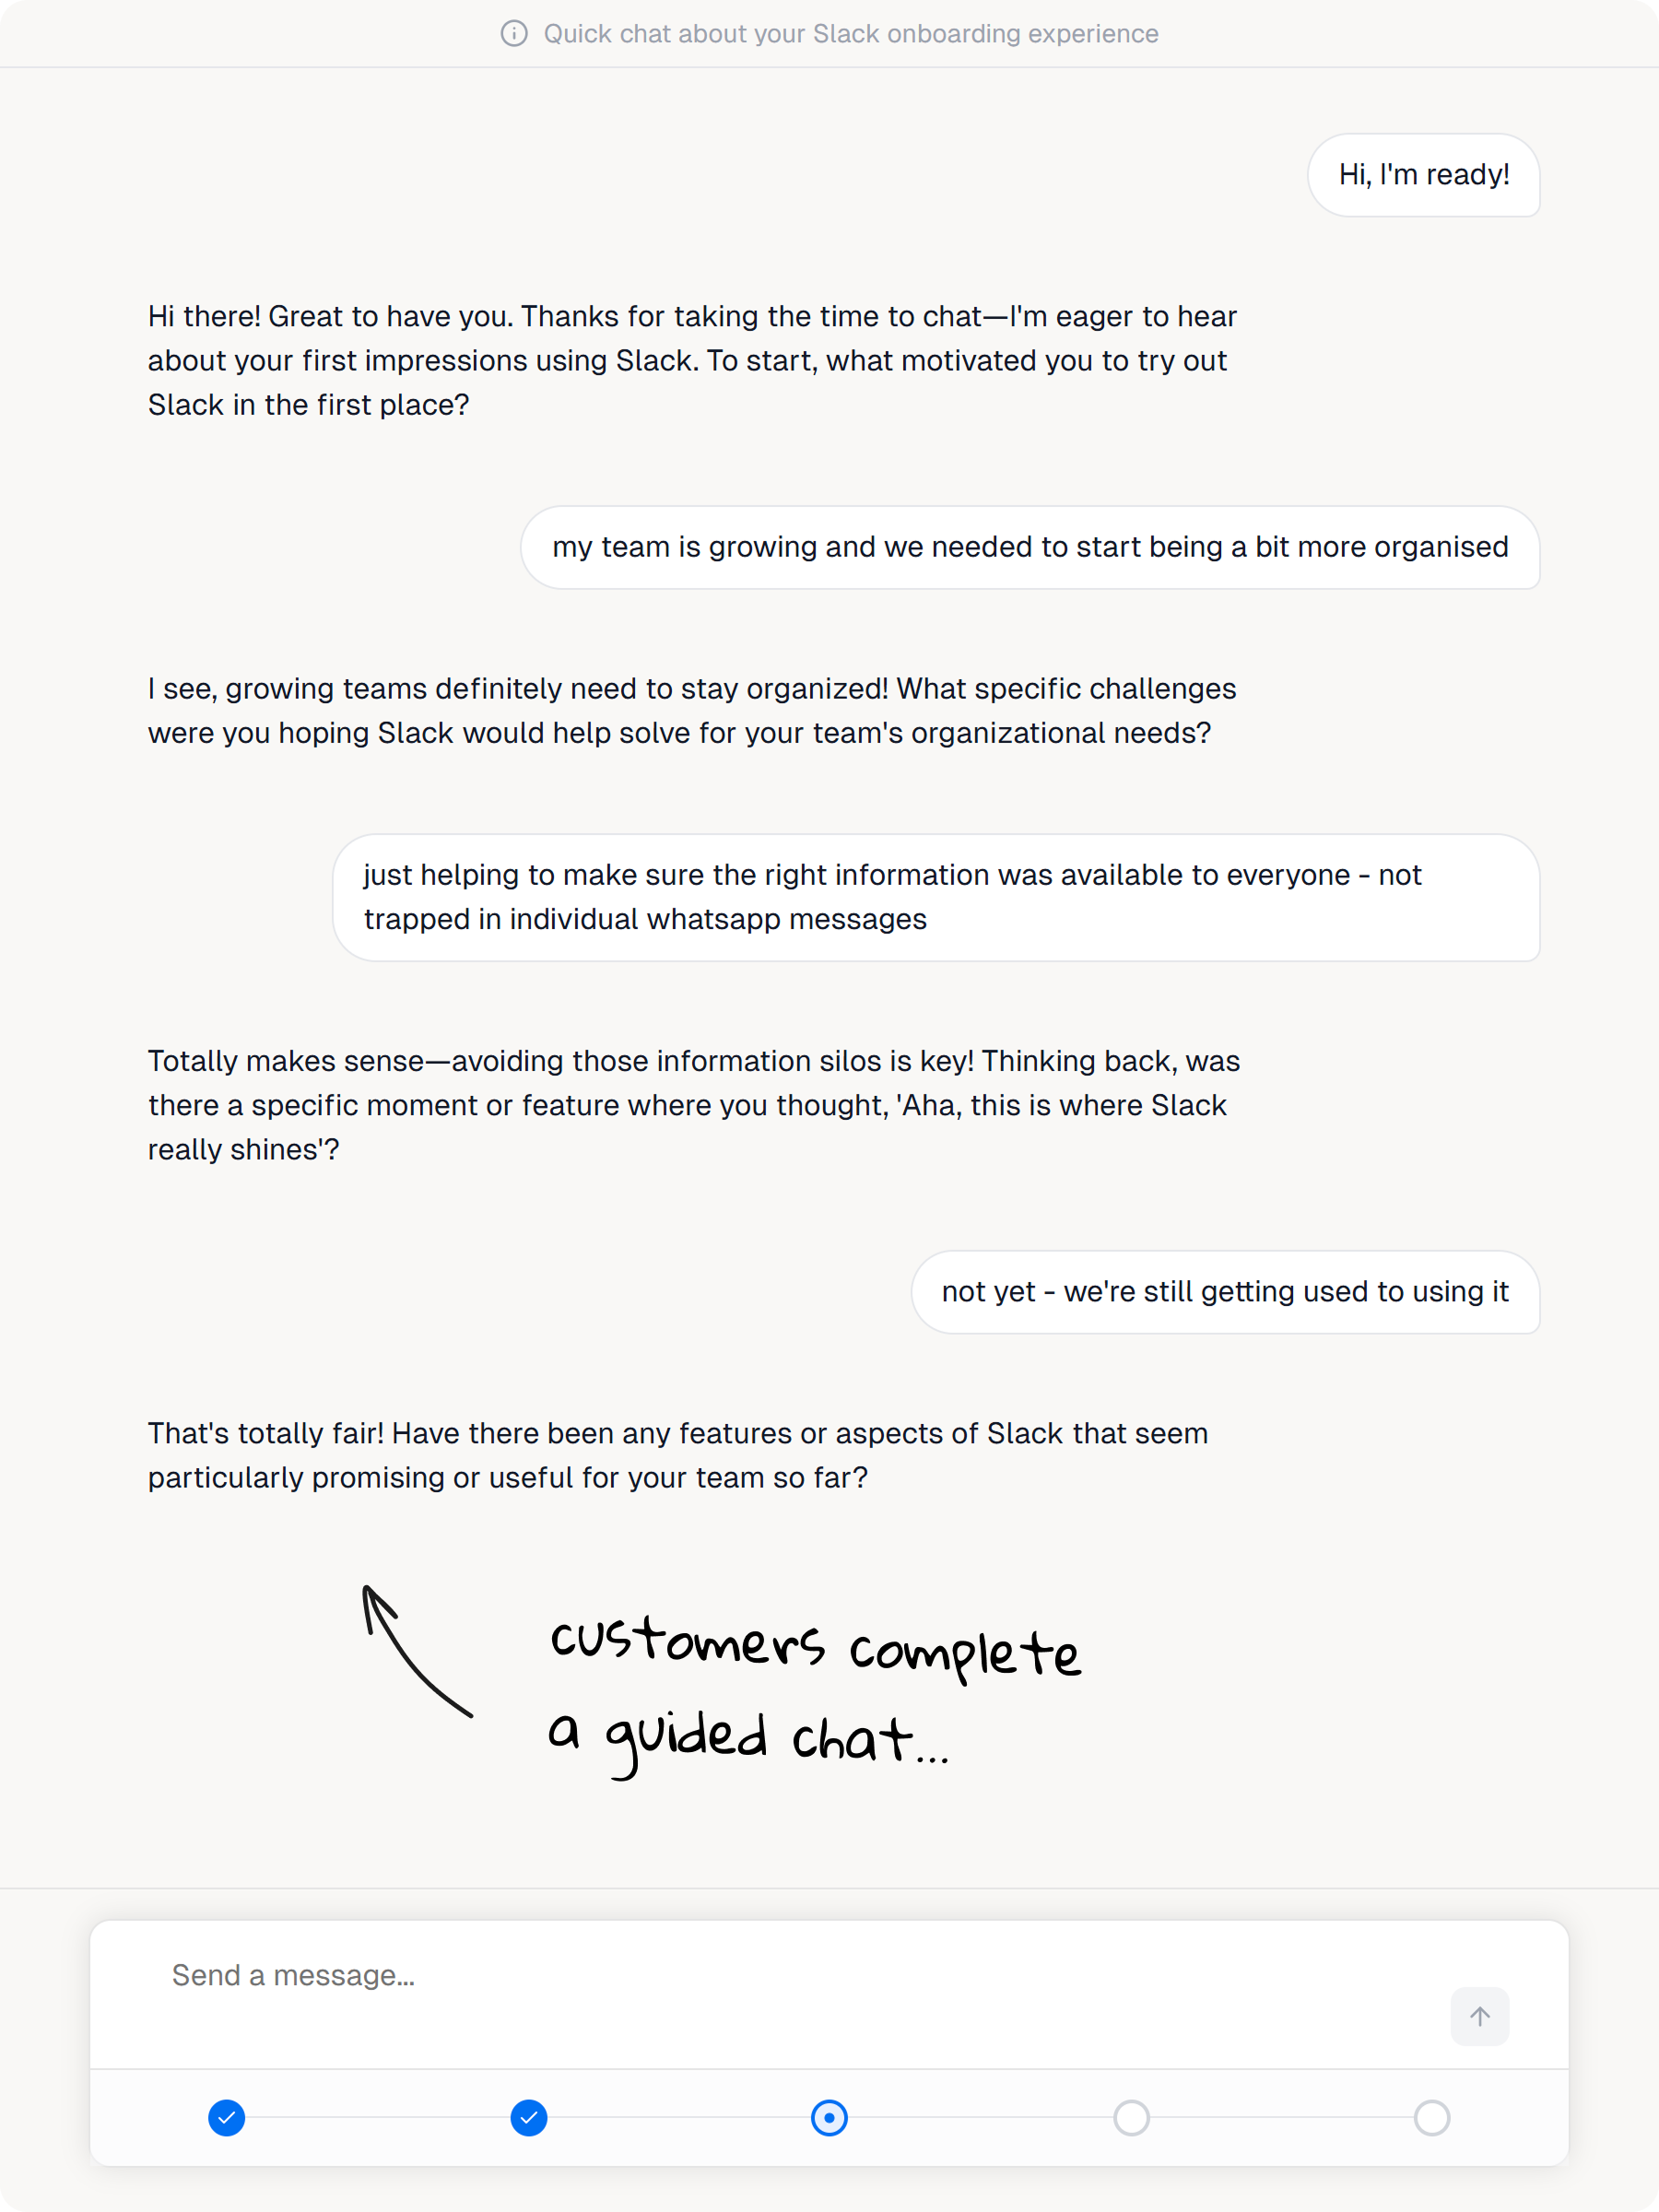 Quick chat about your Slack onboarding experience
Hi, I'm ready!
Hi there! Great to have you. Thanks for taking the time to chat—I'm eager to hear
about your first impressions using Slack. To start, what motivated you to try out
Slack in the first place?
my team is growing and we needed to start being a bit more organised
I see, growing teams definitely need to stay organized! What specific challenges
were you hoping Slack would help solve for your team's organizational needs?
just helping to make sure the right information was available to everyone - not
trapped in individual whatsapp messages
Totally makes sense—avoiding those information silos is key! Thinking back, was
there a specific moment or feature where you thought, 'Aha, this is where Slack
really shines'?
not yet - we're still getting used to using it
That's totally fair! Have there been any features or aspects of Slack that seem
particularly promising or useful for your team so far?
customers complete
a guided chat...
Send a message...